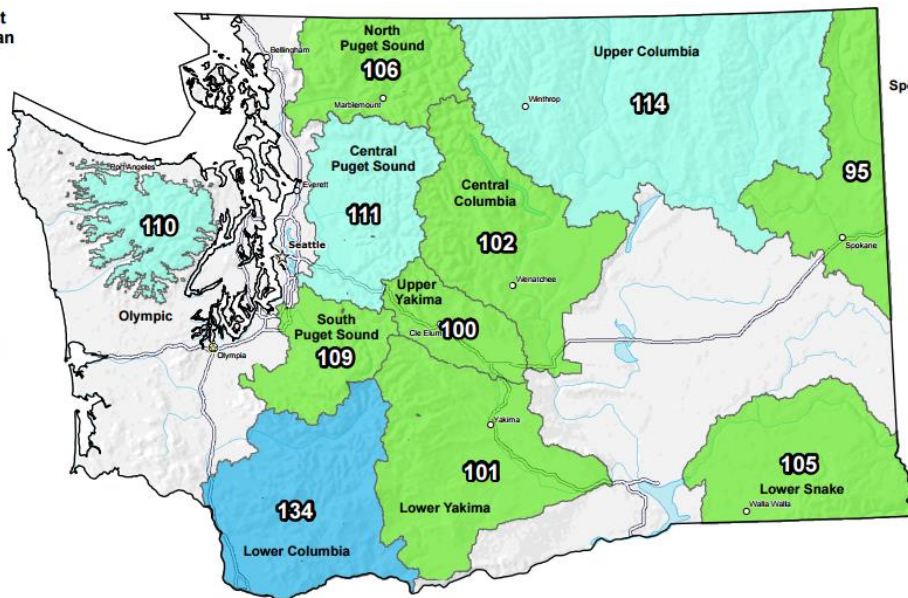 North
Puget Sound
106
Bellingham
Marblemount
Upper Columbia
114
Winthrop
Central
Puget Sound
111
Port Angeles
110
Olympic
Everett
Seattle
Central
Columbia
102
Wenatchee
95
Spokane
Upper
Yakima
100
Cle Elum
South
Puget Sound
109
Olympia
Yakima
101
Lower Yakima
134
Lower Columbia
105
Lower Snake
Walla Walla